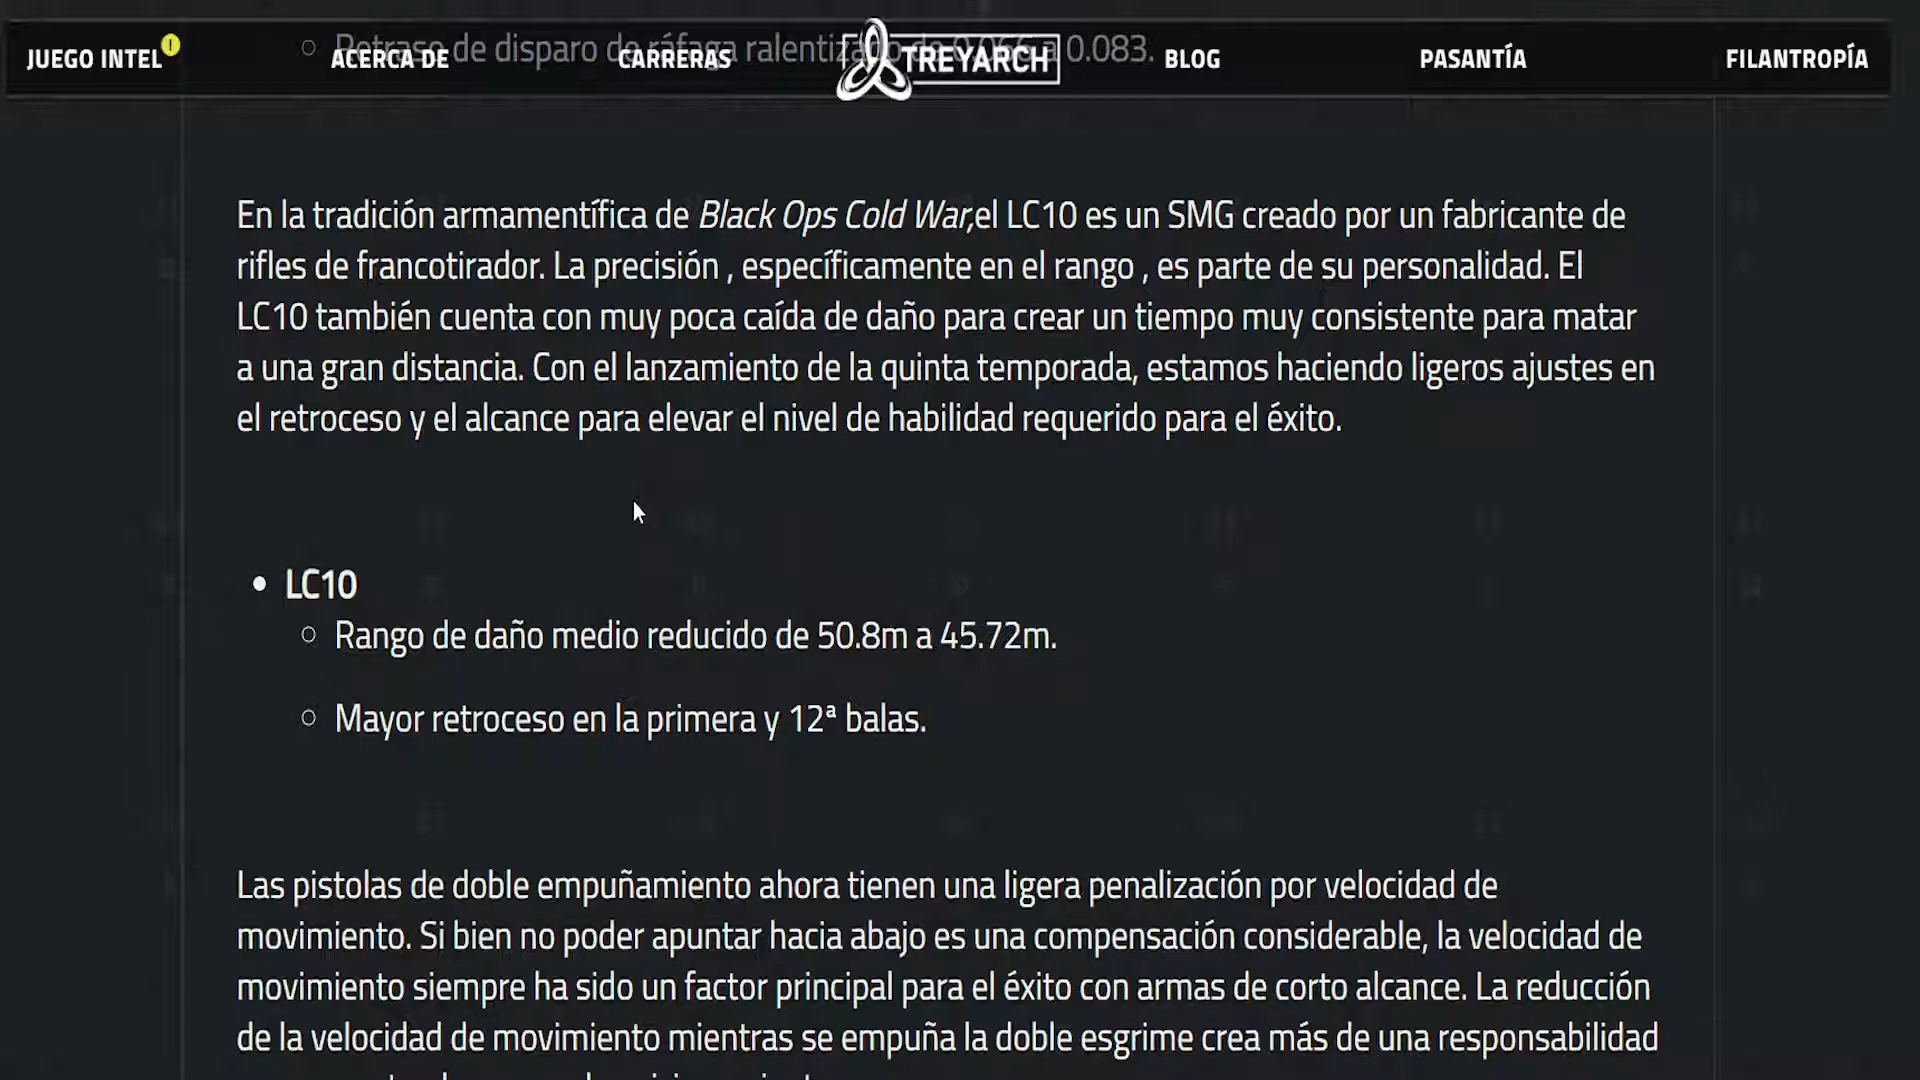 JUEGO INTEL !
ACERCA DE
CARRERAS
TREYARCH
BLOG
PASANTÍA
FILANTROPÍA
Retraso de disparo de ráfaga ralentizado de 0.066 a 0.083.
En la tradición armamentífica de Black Ops Cold War,el LC10 es un SMG creado por un fabricante de
rifles de francotirador. La precisión , específicamente en el rango , es parte de su personalidad. El
LC10 también cuenta con muy poca caída de daño para crear un tiempo muy consistente para matar
a una gran distancia. Con el lanzamiento de la quinta temporada, estamos haciendo ligeros ajustes en
el retroceso y el alcance para elevar el nivel de habilidad requerido para el éxito.
LC10
Rango de daño medio reducido de 50.8m a 45.72m.
Mayor retroceso en la primera y 12ª balas.
Las pistolas de doble empuñamiento ahora tienen una ligera penalización por velocidad de
movimiento. Si bien no poder apuntar hacia abajo es una compensación considerable, la velocidad de
movimiento siempre ha sido un factor principal para el éxito con armas de corto alcance. La reducción
de la velocidad de movimiento mientras se empuña la doble esgrime crea más de una responsabilidad